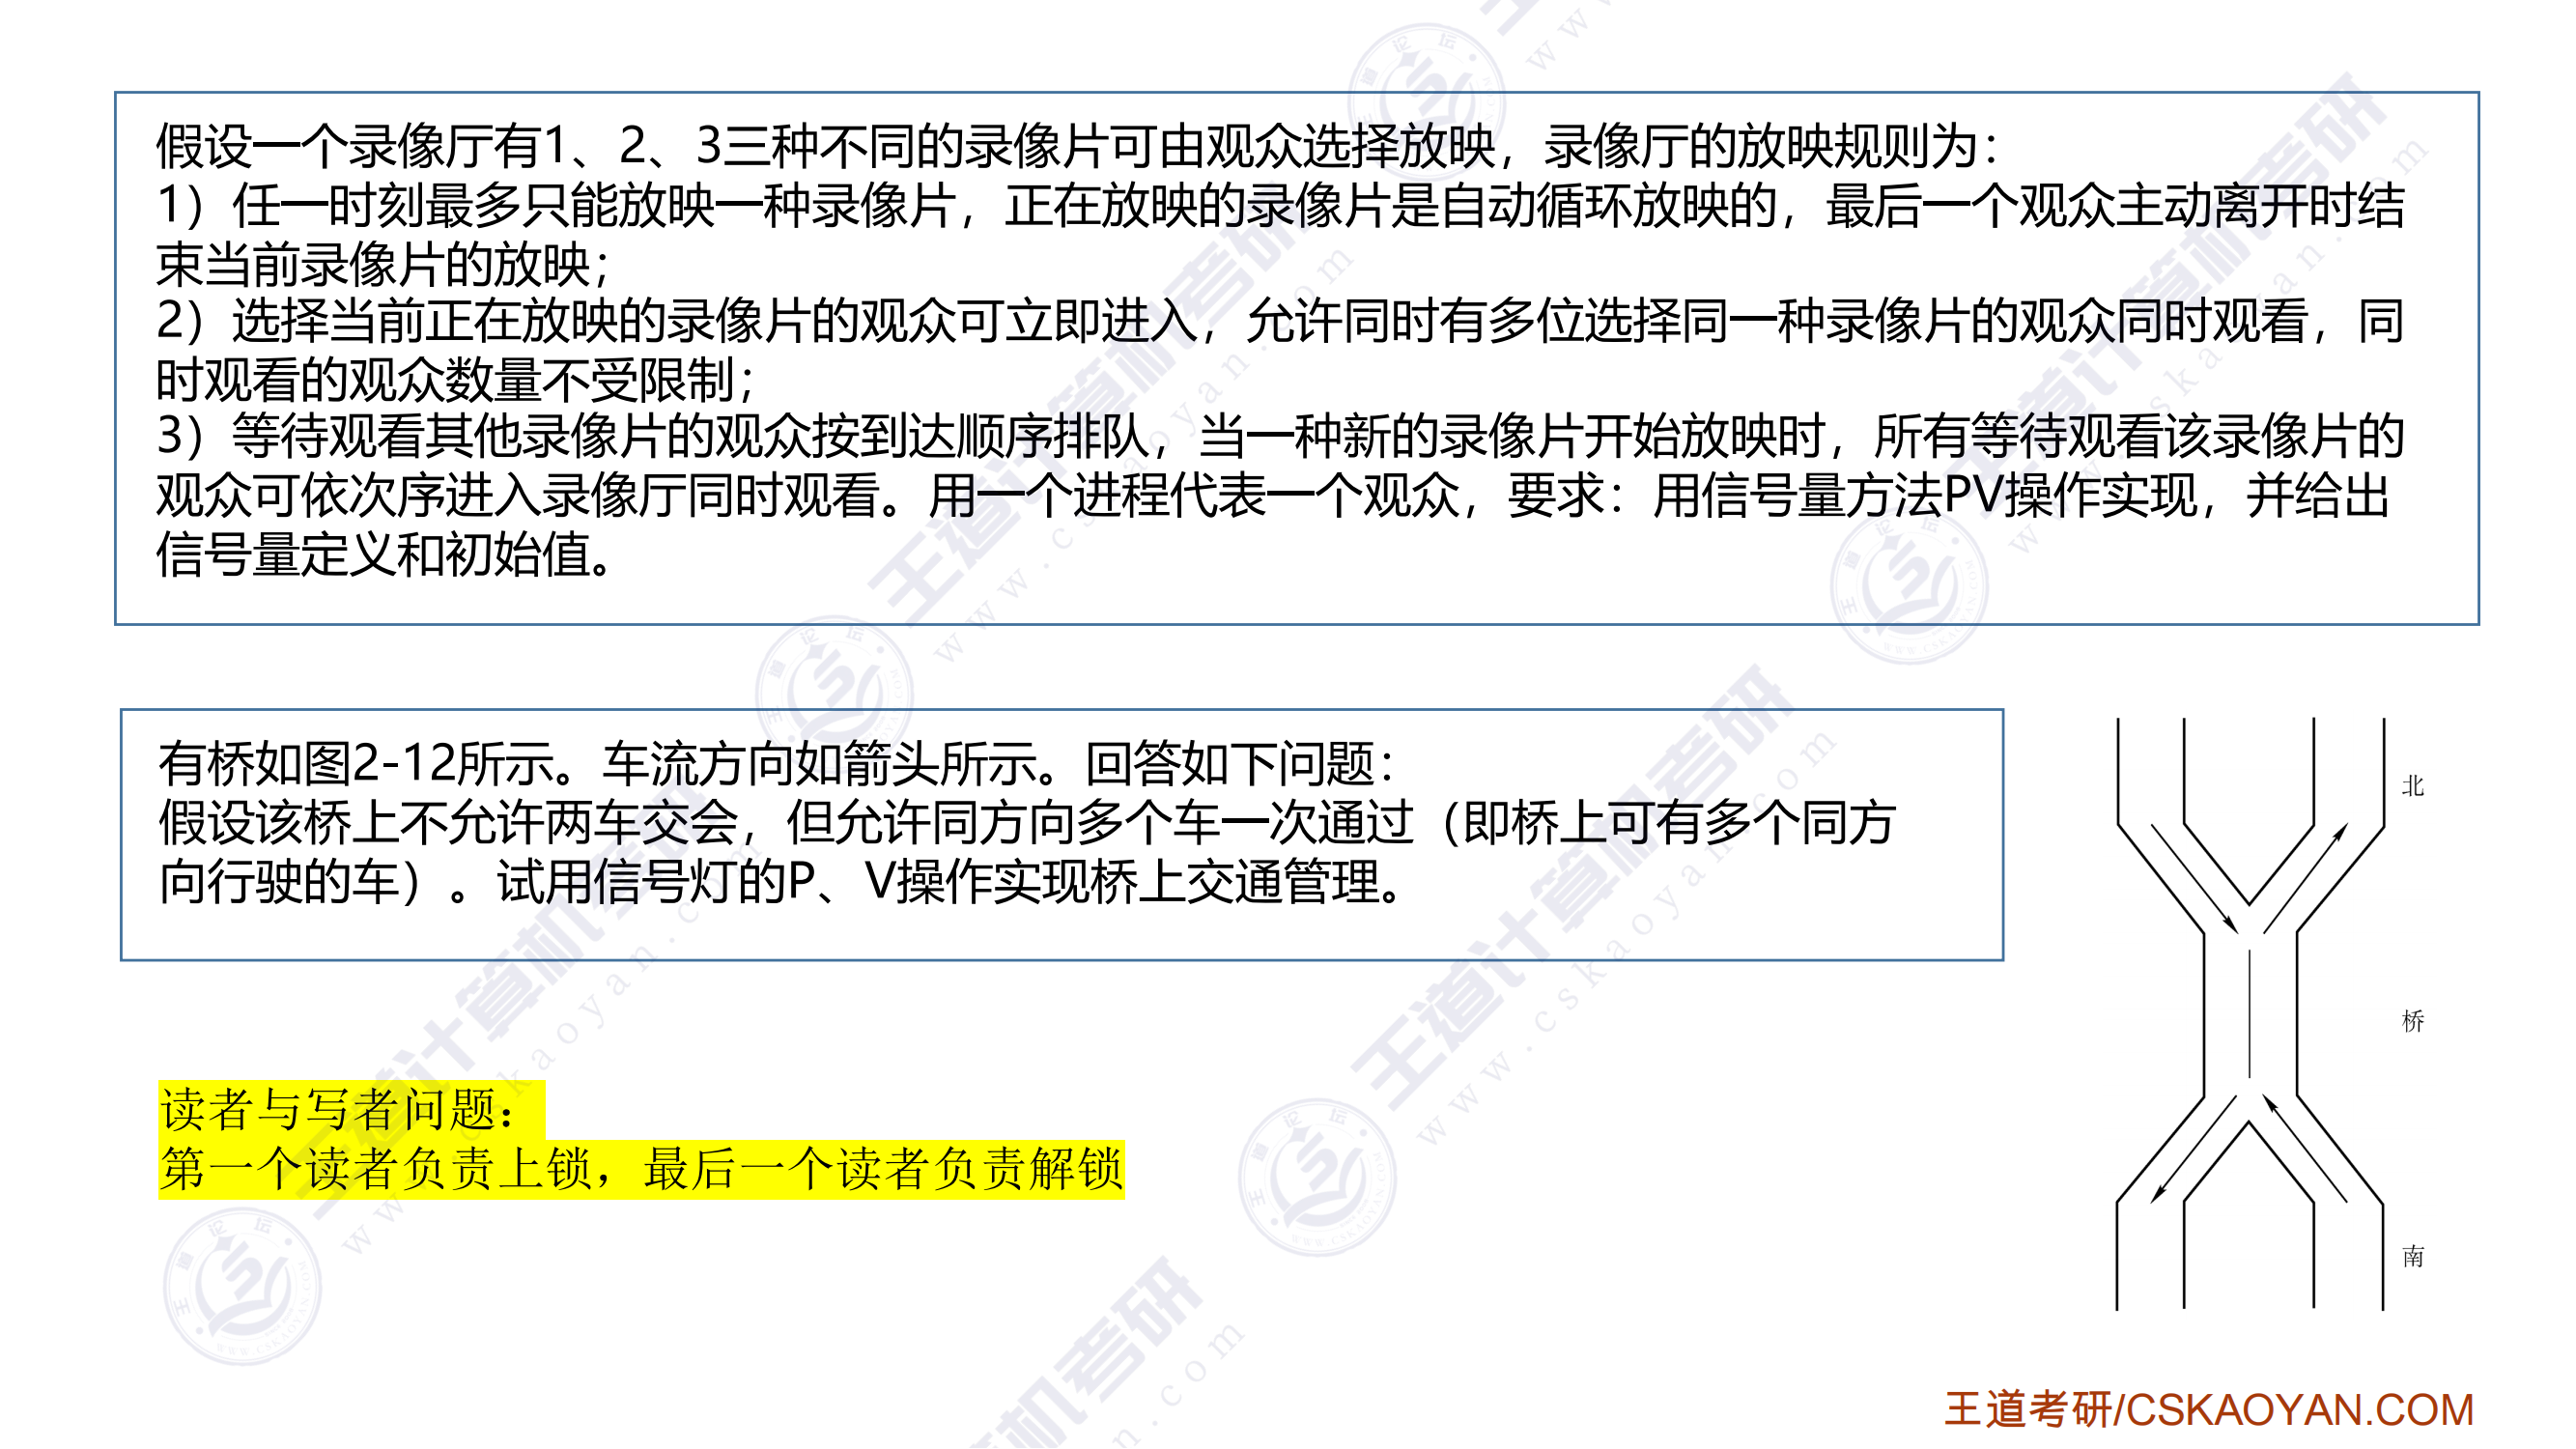 假设一个录像厅有1、2、3三种不同的录像片可由观众选择放映，录像厅的放映规则为：
1）任一时刻最多只能放映一种录像片，正在放映的录像片是自动循环放映的，最后一个观众主动离开时结
束当前录像片的放映；
2）选择当前正在放映的录像片的观众可立即进入，允许同时有多位选择同一种录像片的观众同时观看，同
时观看的观众数量不受限制；
3）等待观看其他录像片的观众按到达顺序排队，当一种新的录像片开始放映时，所有等待观看该录像片的
观众可依次序进入录像厅同时观看。用一个进程代表一个观众，要求：用信号量方法PV操作实现，并给出
信号量定义和初始值。
有桥如图2-12所示。车流方向如箭头所示。回答如下问题：
假设该桥上不允许两车交会，但允许同方向多个车一次通过（即桥上可有多个同方
向行驶的车）。试用信号灯的P、V操作实现桥上交通管理。
北
桥
南
读者与写者问题：
第一个读者负责上锁，最后一个读者负责解锁
王道考研/CSKAOYAN.COM
王道计算机考研
www.cskaoyan.com